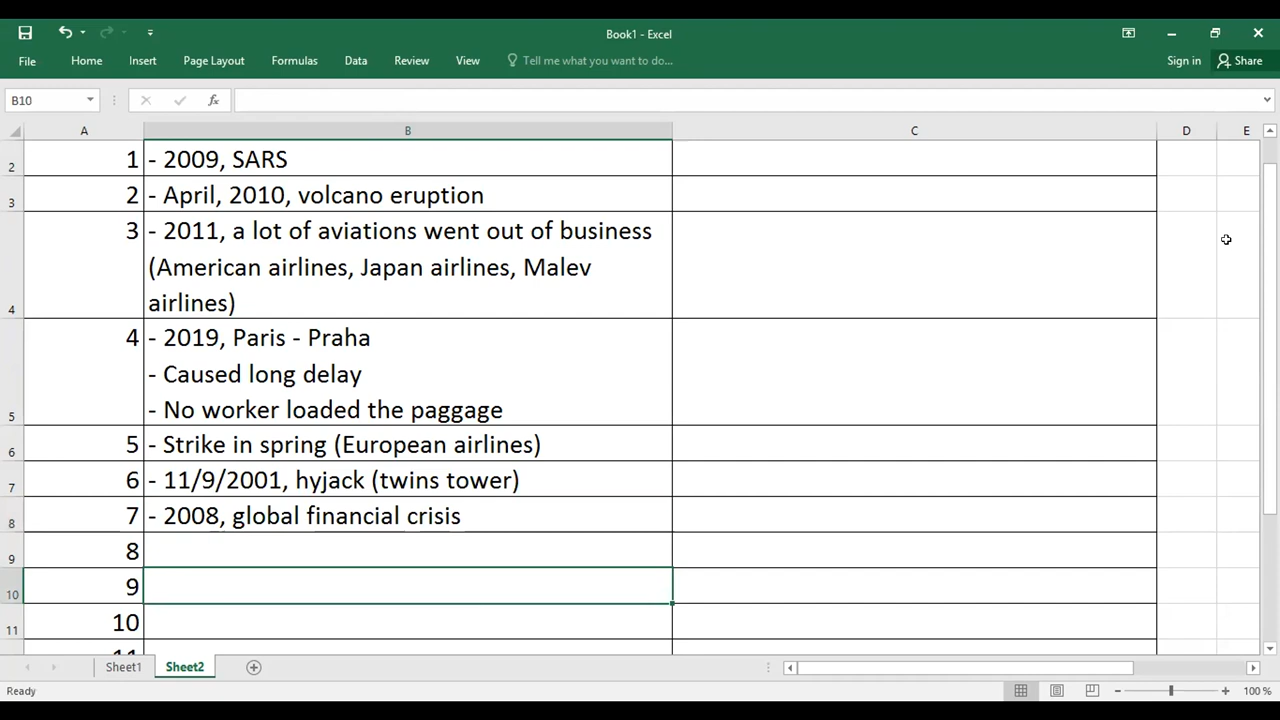 Book1 - Excel
File Home Insert Page Layout Formulas Data Review View Tell me what you want to do... Sign in Share
B10 fx
A B C D E
2 1 - 2009, SARS
3 2 - April, 2010, volcano eruption
3 - 2011, a lot of aviations went out of business
(American airlines, Japan airlines, Malev
4 airlines)
4 - 2019, Paris - Praha
- Caused long delay
5 - No worker loaded the paggage
6 5 - Strike in spring (European airlines)
7 6 - 11/9/2001, hyjack (twins tower)
8 7 - 2008, global financial crisis
9 8
10 9
11 10
11
Sheet1 Sheet2
Ready 100 %